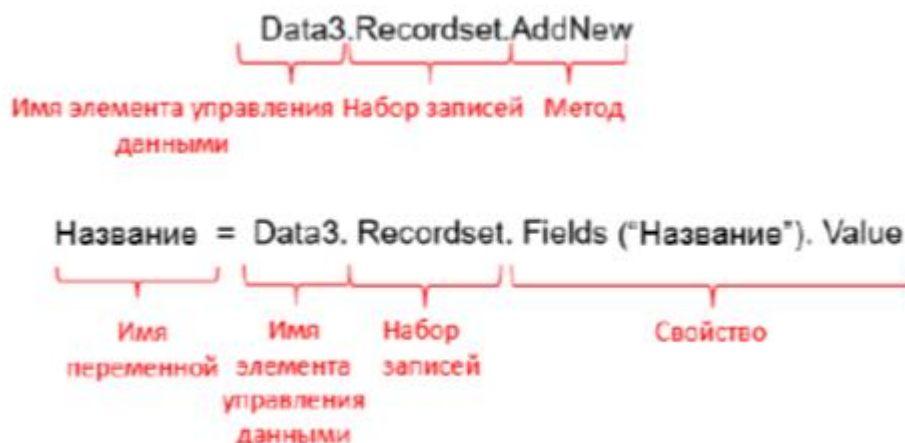 Data3.Recordset.AddNew
Имя элемента управления данными
Набор записей
Метод
Название = Data3. Recordset. Fields (“Название”). Value
Имя переменной
Имя элемента управления данными
Набор записей
Свойство